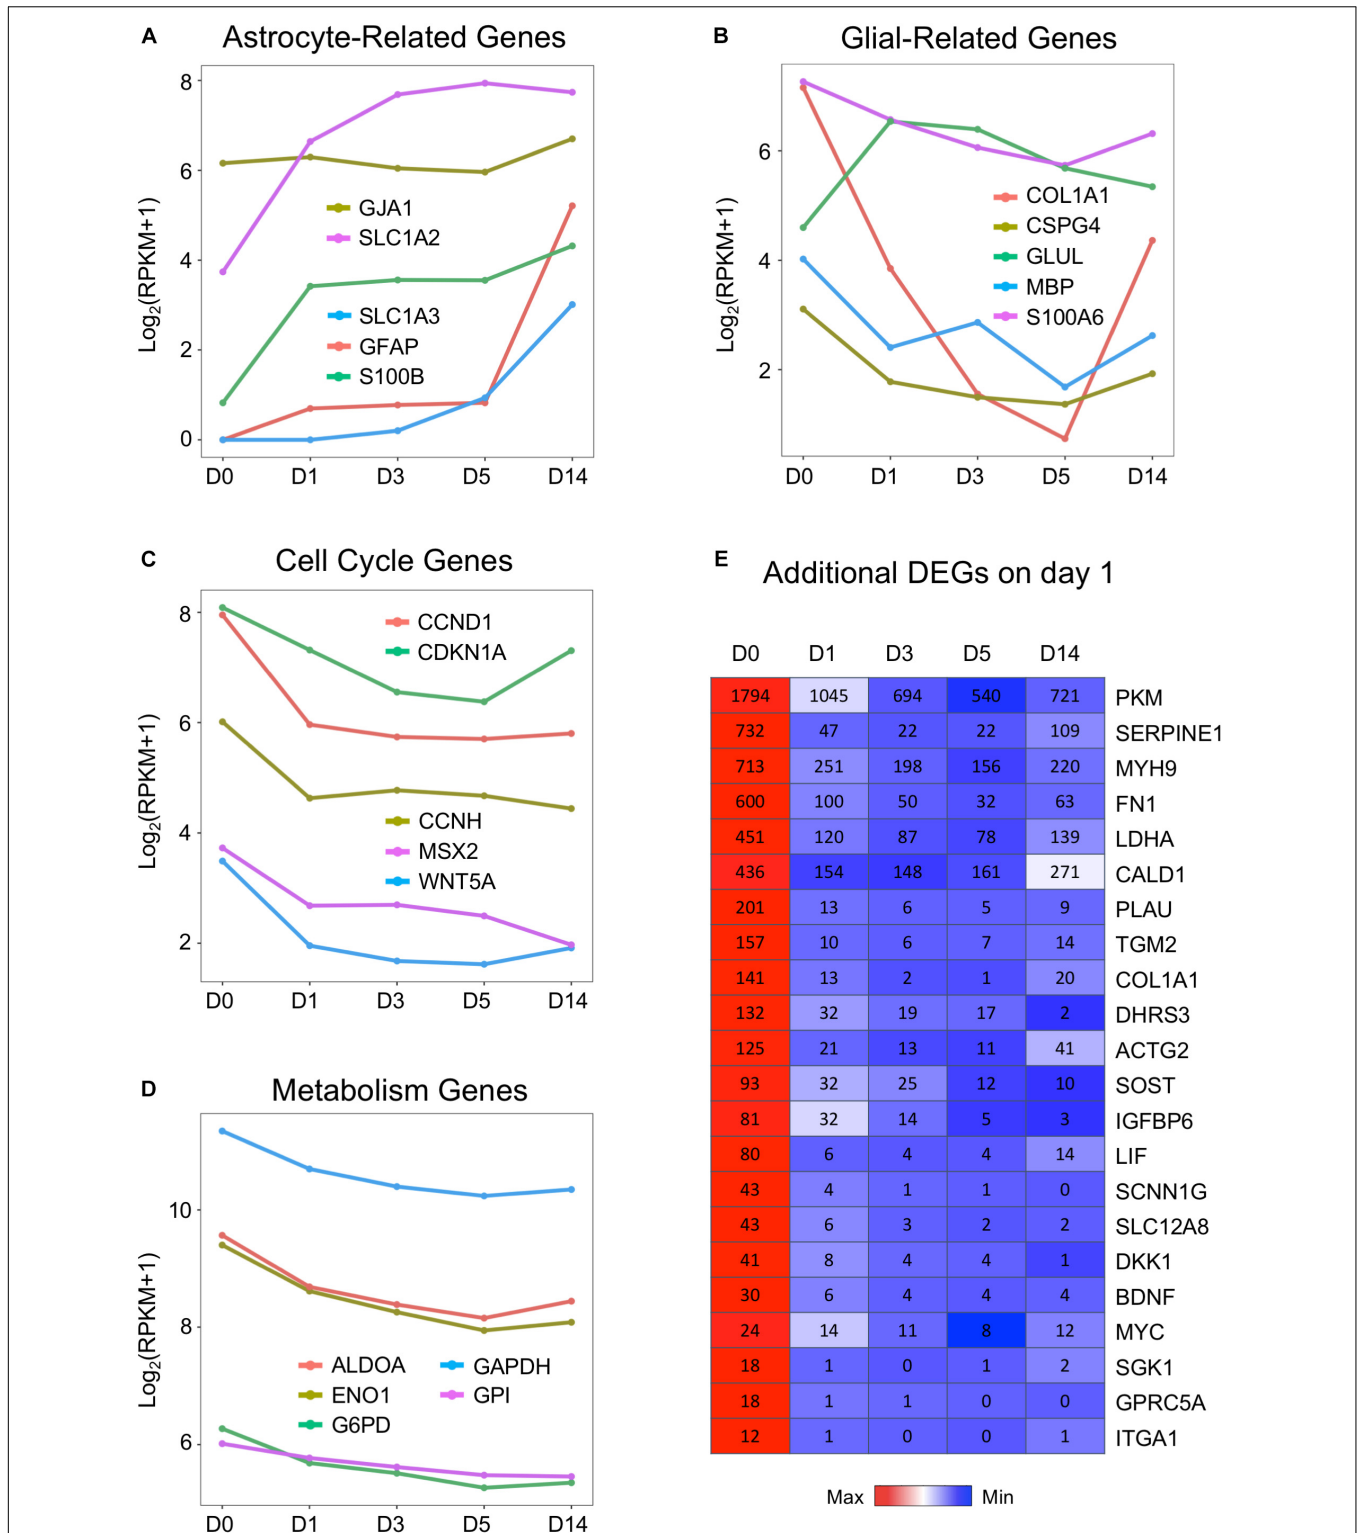 A Astrocyte-Related Genes
8
6
4
2
0
Log2(RPKM+1)
GJA1
SLC1A2
SLC1A3
GFAP
S100B
D0 D1 D3 D5 D14
B Glial-Related Genes
6
4
2
Log2(RPKM+1)
COL1A1
CSPG4
GLUL
MBP
S100A6
D0 D1 D3 D5 D14
C Cell Cycle Genes
8
6
4
2
Log2(RPKM+1)
CCND1
CDKN1A
CCNH
MSX2
WNT5A
D0 D1 D3 D5 D14
D Metabolism Genes
10
8
6
Log2(RPKM+1)
ALDOA GAPDH
ENO1 GPI
G6PD
D0 D1 D3 D5 D14
E Additional DEGs on day 1
D0 D1 D3 D5 D14
1794 1045 694 540 721 PKM
732 47 22 22 109 SERPINE1
713 251 198 156 220 MYH9
600 100 50 32 63 FN1
451 120 87 78 139 LDHA
436 154 148 161 271 CALD1
201 13 6 5 9 PLAU
157 10 6 7 14 TGM2
141 13 2 1 20 COL1A1
132 32 19 17 2 DHRS3
125 21 13 11 41 ACTG2
93 32 25 12 10 SOST
81 32 14 5 3 IGFBP6
80 6 4 4 14 LIF
43 4 1 1 0 SCNN1G
43 6 3 2 2 SLC12A8
41 8 4 4 1 DKK1
30 6 4 4 4 BDNF
24 14 11 8 12 MYC
18 1 0 1 2 SGK1
18 1 1 0 0 GPRC5A
12 1 0 0 1 ITGA1
Max Min